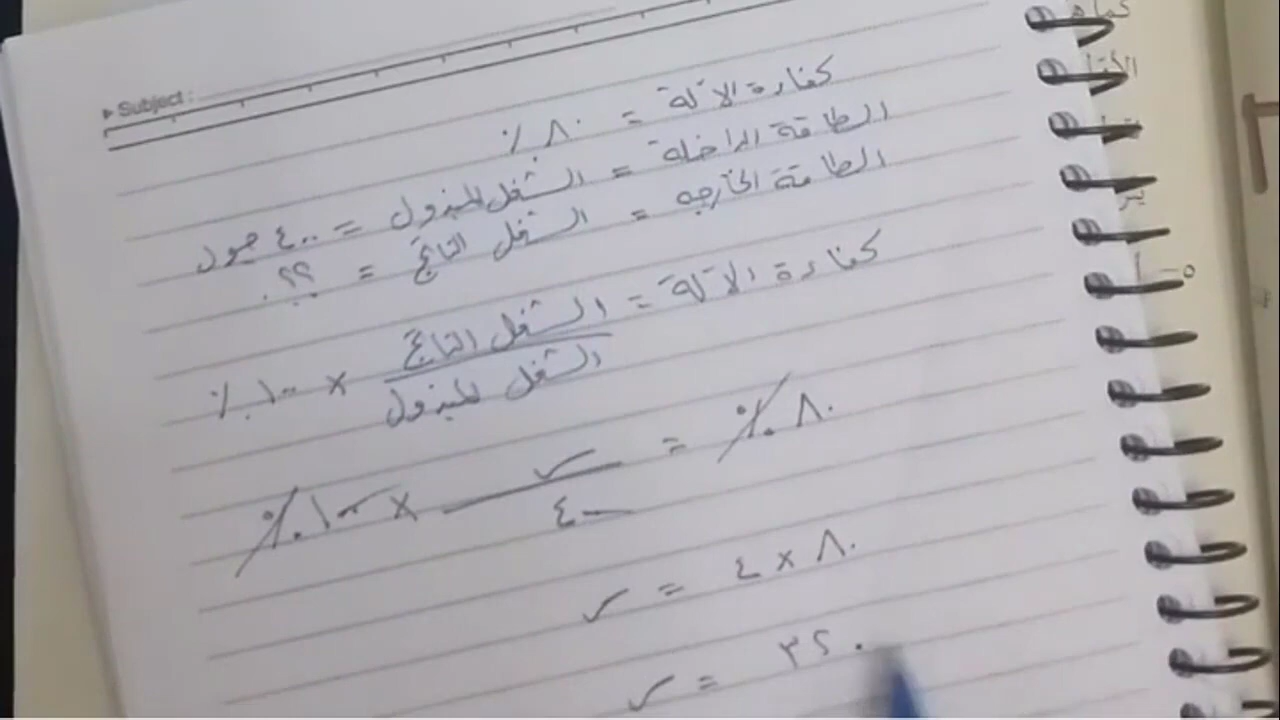 Subject :
كفاءة الآلة = ٨٠ ٪
الطاقة الداخلة = الشغل المبذول = ٤٠٠ جول
الطاقة الخارجه = الشغل الناتج = ؟؟
كفاءة الآلة = الشغل الناتج / الشغل المبذول × ١٠٠ ٪
٨٠ ٪ = س / ٤٠٠ × ١٠٠ ٪
٨٠ × ٤ = س
٣٢٠ = س